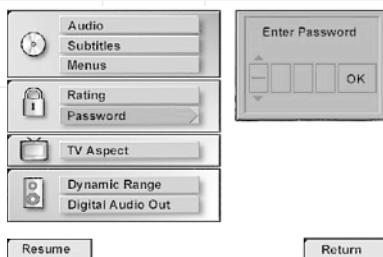 Audio
Subtitles
Menus
Rating
Password
TV Aspect
Dynamic Range
Digital Audio Out
Enter Password
OK
Resume
Return